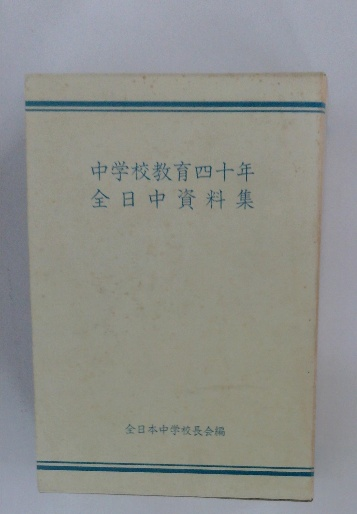 中学校教育四十年
全日中資料集
全日本中学校長会編